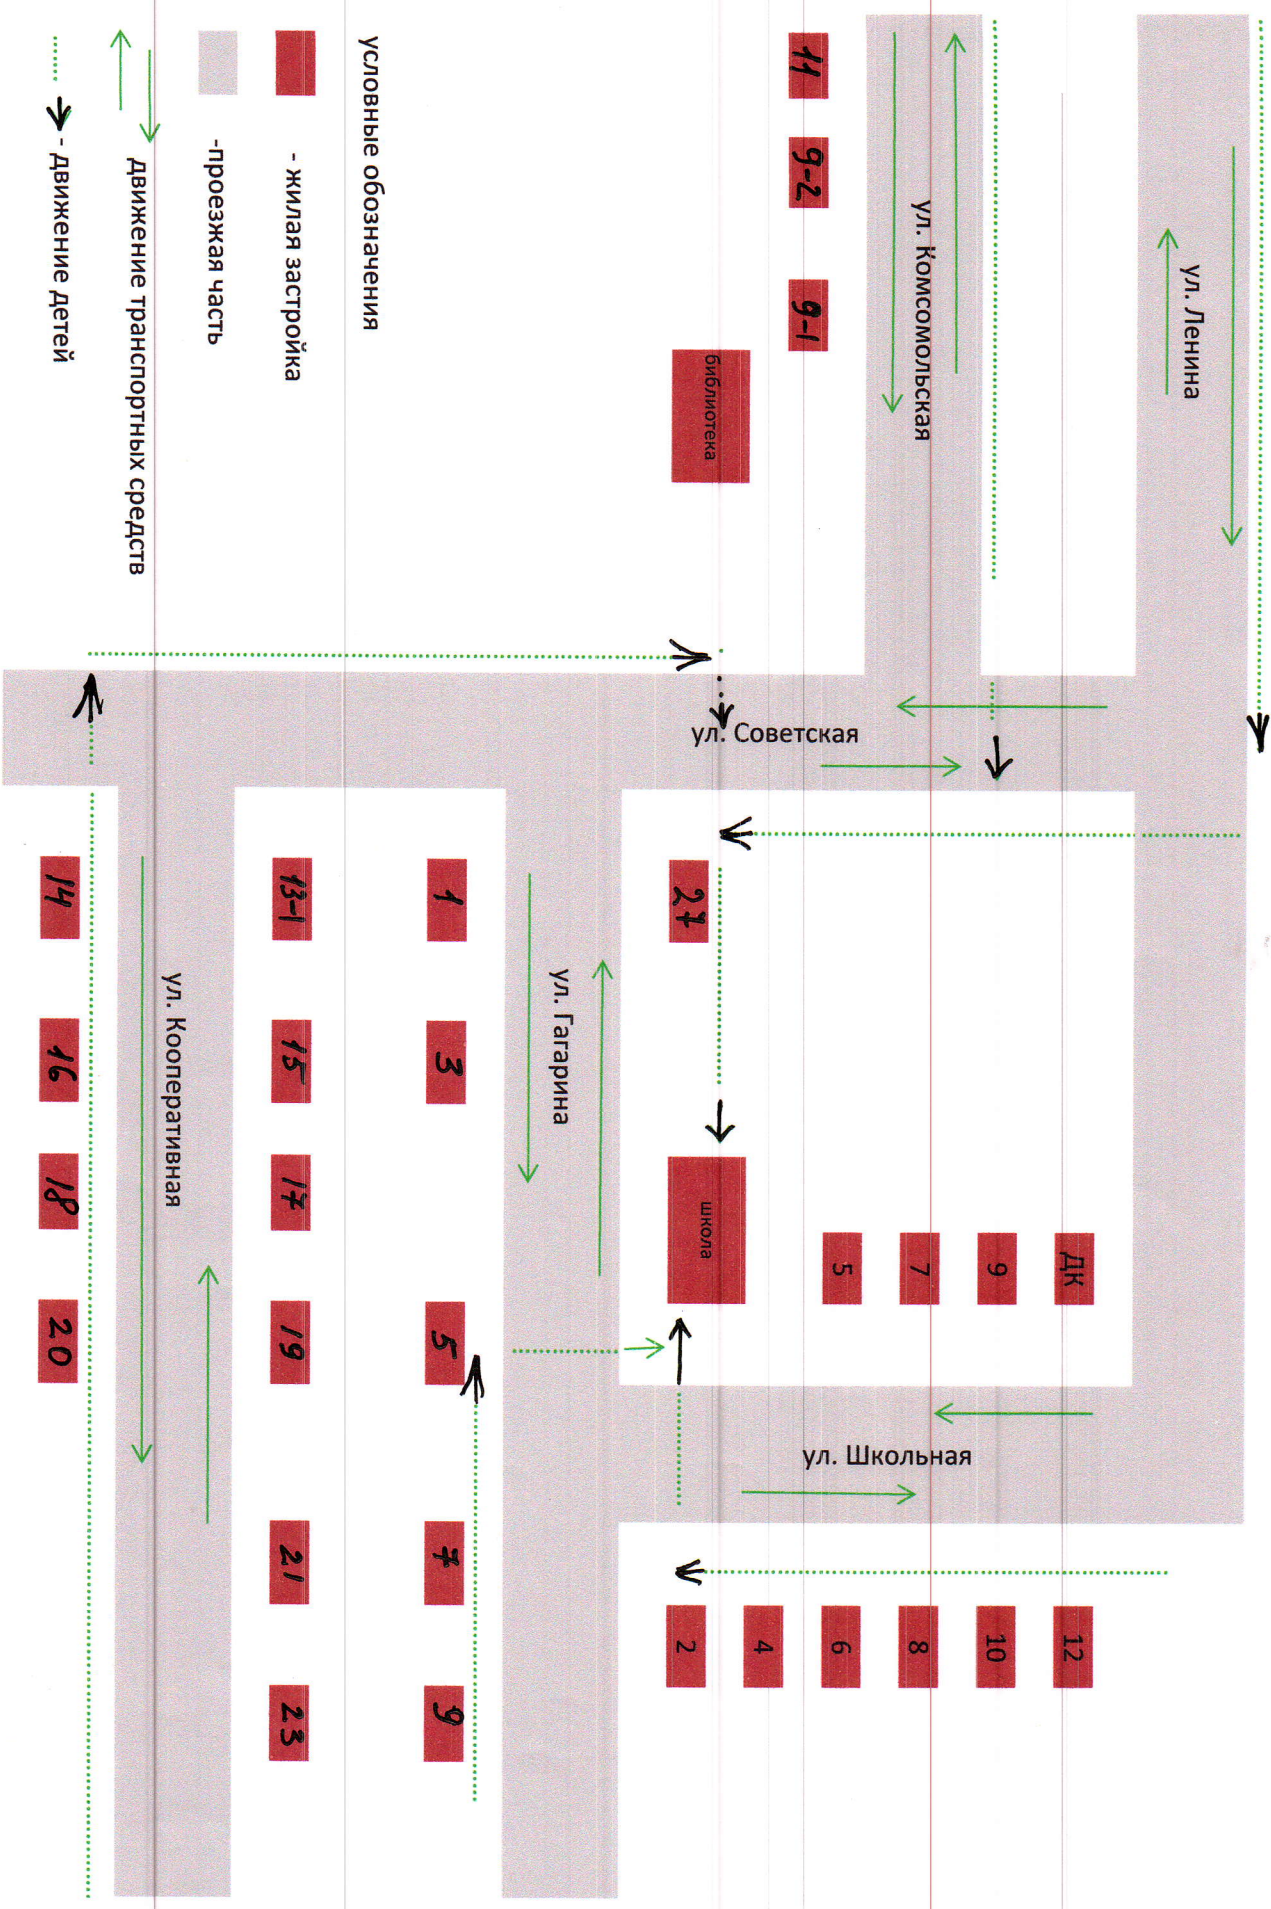 ул. Ленина
ул. Комсомольская
11
9-2
9-1
библиотека
ул. Советская
27
школа
5
7
9
ДК
ул. Школьная
2
4
6
8
10
12
ул. Гагарина
1
3
5
7
9
13-1
15
17
19
21
23
ул. Кооперативная
14
16
18
20
условные обозначения
- жилая застройка
-проезжая часть
движение транспортных средств
- движение детей